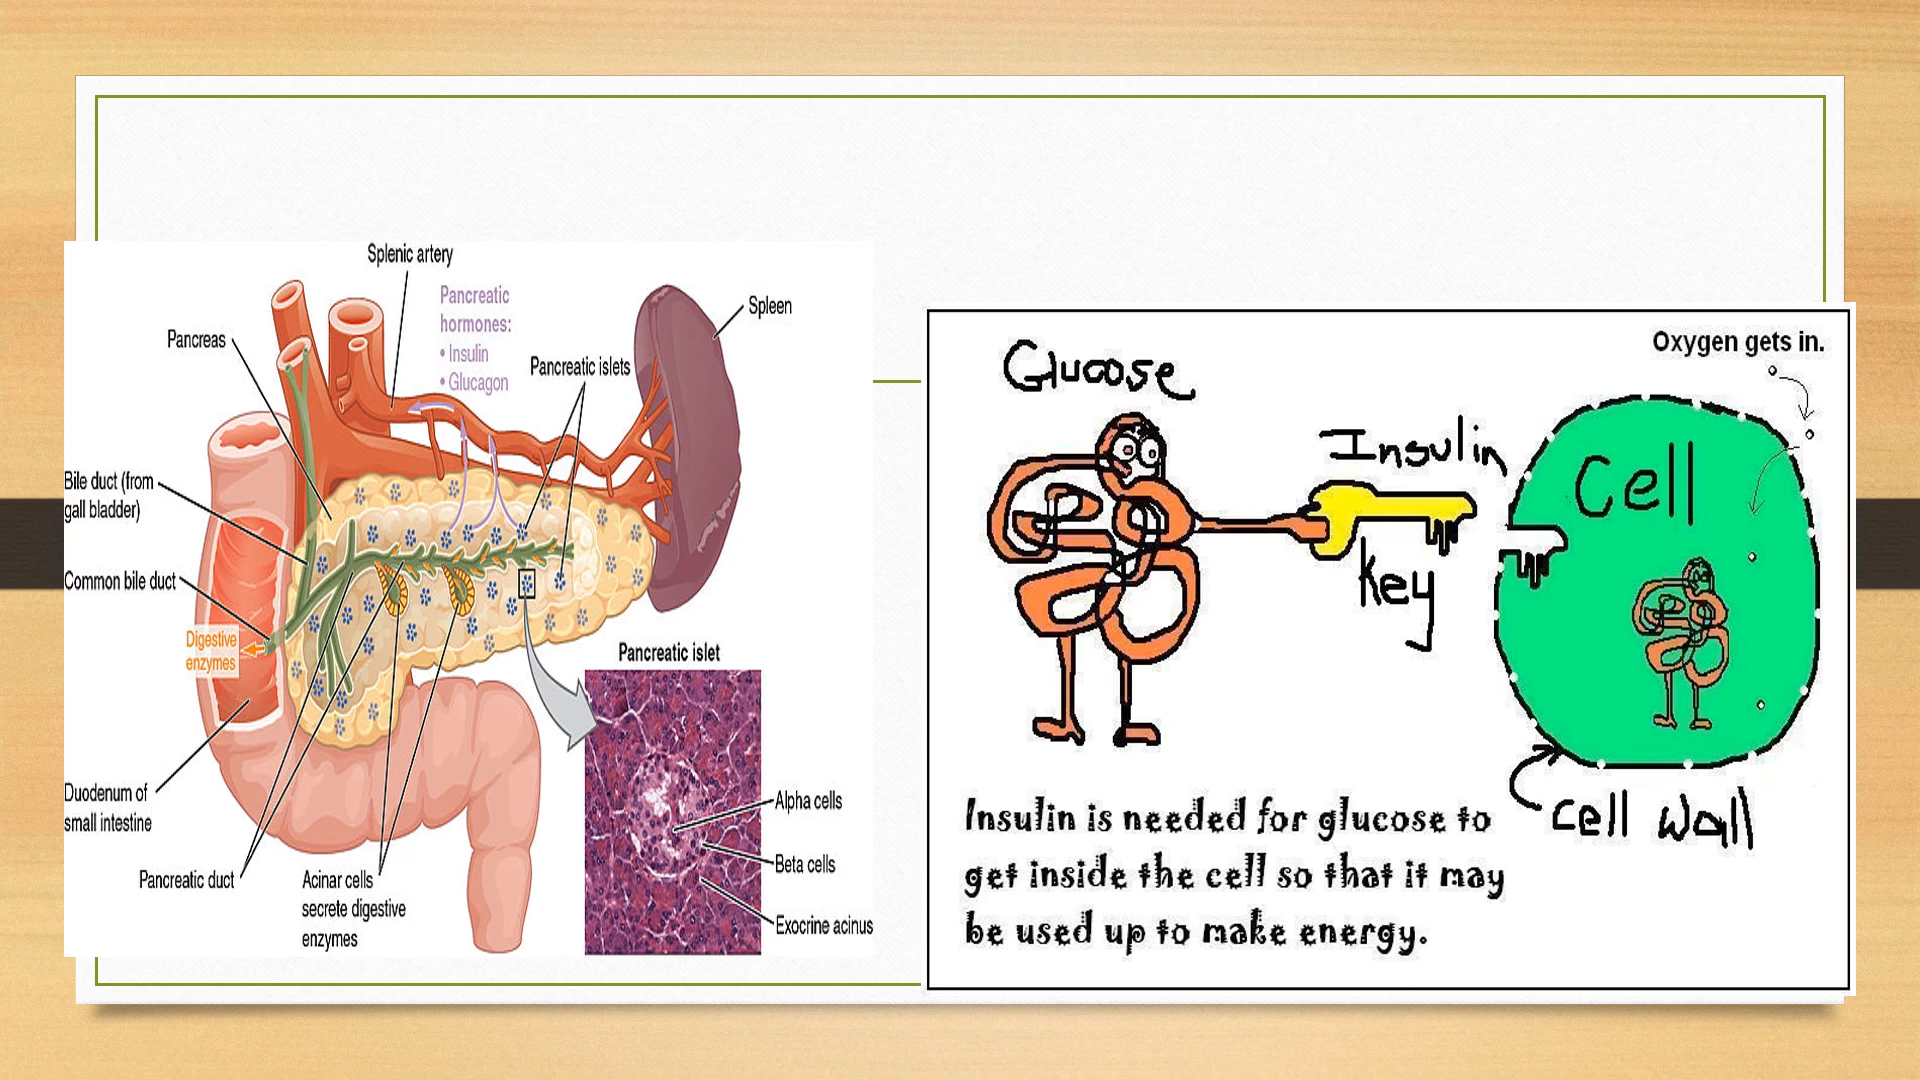 Splenic artery
Pancreatic
hormones:
• Insulin
• Glucagon
Spleen
Pancreas
Pancreatic islets
Bile duct (from
gall bladder)
Common bile duct
Digestive
enzymes
Pancreatic islet
Duodenum of
small intestine
Alpha cells
Beta cells
Pancreatic duct
Acinar cells
secrete digestive
enzymes
Exocrine acinus
Oxygen gets in.
Glucose
Insulin
Key
Cell
Cell Wall
Insulin is needed for glucose to
get inside the cell so that it may
be used up to make energy.